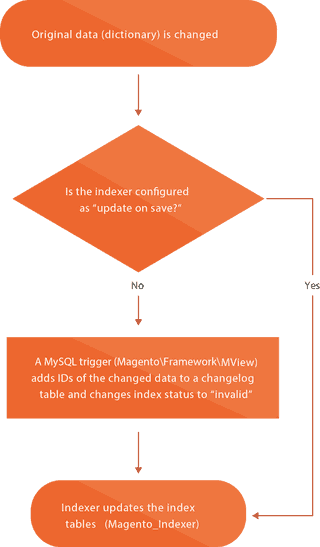 Original data (dictionary) is changed
Is the indexer configured
as “update on save?”
No
Yes
A MySQL trigger (Magento\Framework\MView)
adds IDs of the changed data to a changelog
table and changes index status to “invalid”
Indexer updates the index
tables (Magento_Indexer)